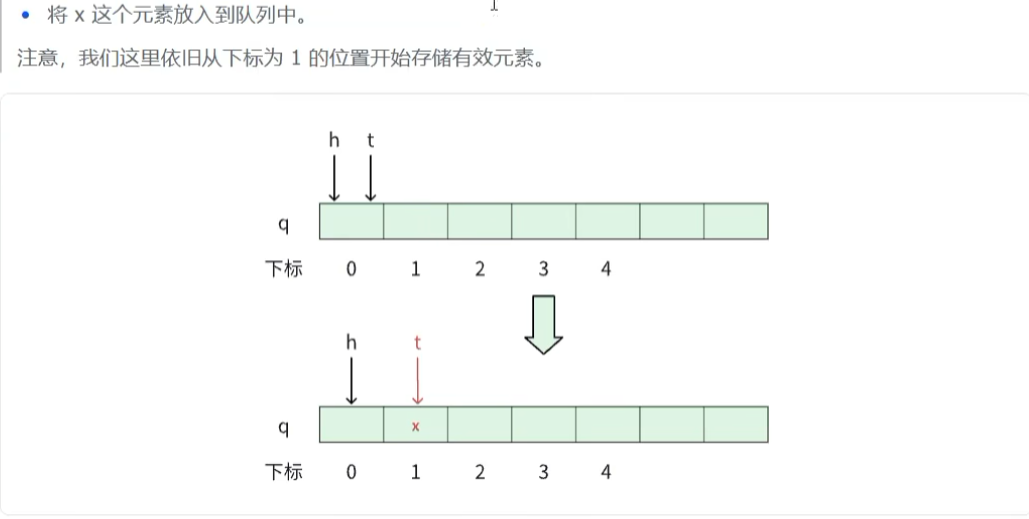 将 x 这个元素放入到队列中。
注意，我们这里依旧从下标为 1 的位置开始存储有效元素。
h t
q
下标 0 1 2 3 4
h t
q x
下标 0 1 2 3 4